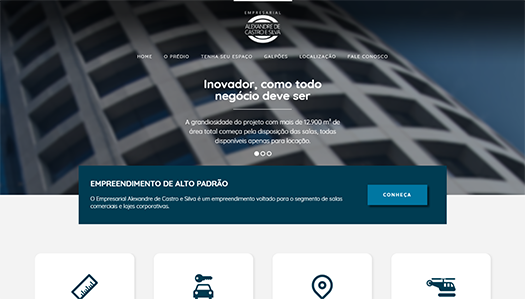 EMPRESARIAL
ALEXANDRE DE
CASTRO E SILVA
HOME O PRÉDIO TENHA SEU ESPAÇO GALPÕES LOCALIZAÇÃO FALE CONOSCO
Inovador, como todo
negócio deve ser
A grandiosidade do projeto com mais de 12.900 m² de
área total começa pela disposição das salas, todas
disponíveis apenas para locação.
EMPREENDIMENTO DE ALTO PADRÃO
O Empresarial Alexandre de Castro e Silva é um empreendimento voltado para o segmento de salas
comerciais e lojes corporativas.
CONHEÇA